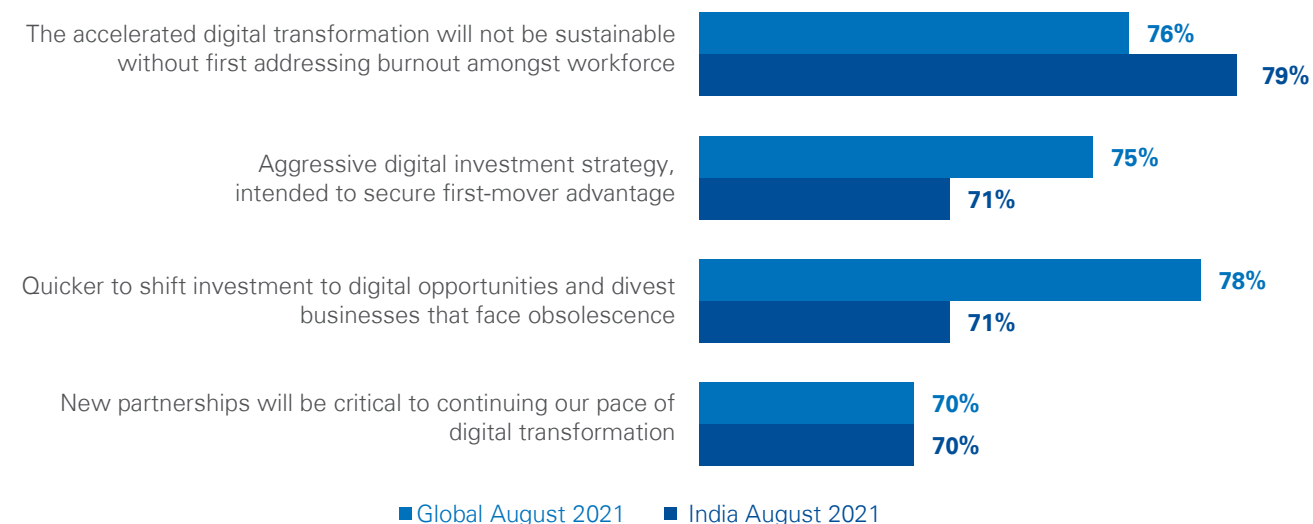 The accelerated digital transformation will not be sustainable
without first addressing burnout amongst workforce
76%
79%
Aggressive digital investment strategy,
intended to secure first-mover advantage
75%
71%
Quicker to shift investment to digital opportunities and divest
businesses that face obsolescence
78%
71%
New partnerships will be critical to continuing our pace of
digital transformation
70%
70%
Global August 2021 India August 2021